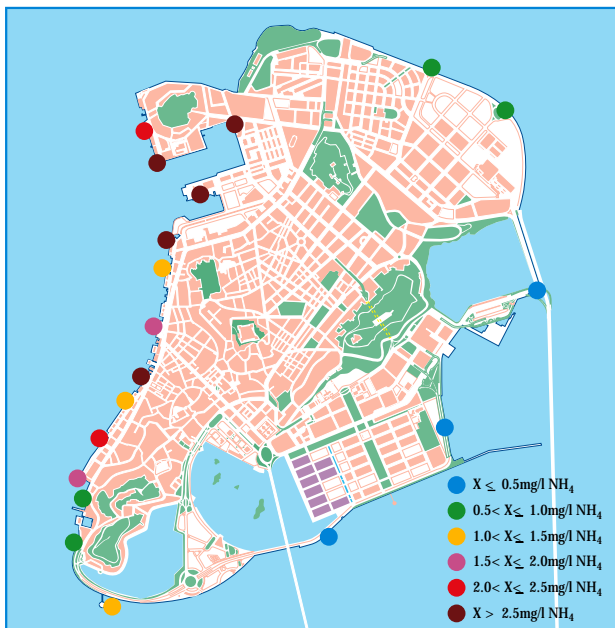 X ≤ 0.5mg/l NH₄
0.5< X≤ 1.0mg/l NH₄
1.0< X≤ 1.5mg/l NH₄
1.5< X≤ 2.0mg/l NH₄
2.0< X≤ 2.5mg/l NH₄
X > 2.5mg/l NH₄